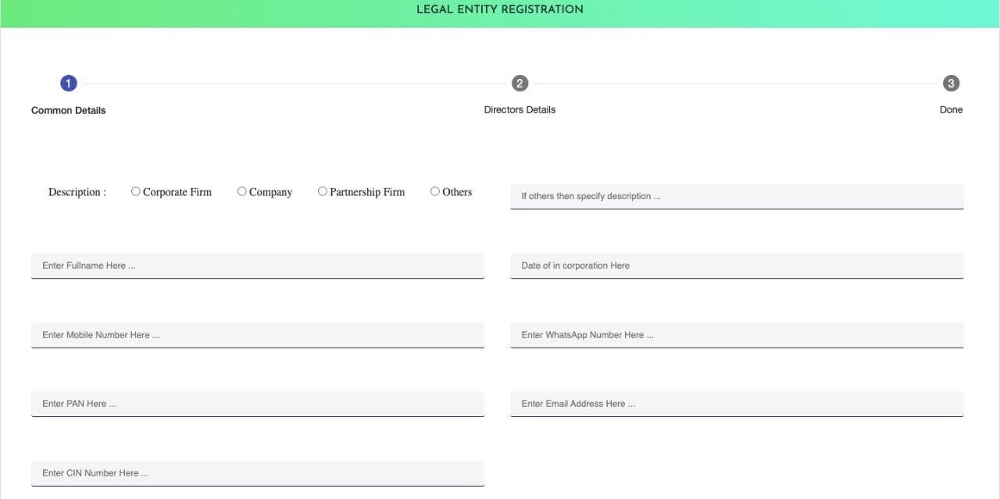 LEGAL ENTITY REGISTRATION
1
2
3
Common Details
Directors Details
Done
Description :
Corporate Firm
Company
Partnership Firm
Others
If others then specify description ...
Enter Fullname Here ...
Date of in corporation Here
Enter Mobile Number Here ...
Enter WhatsApp Number Here ...
Enter PAN Here ...
Enter Email Address Here ...
Enter CIN Number Here ...